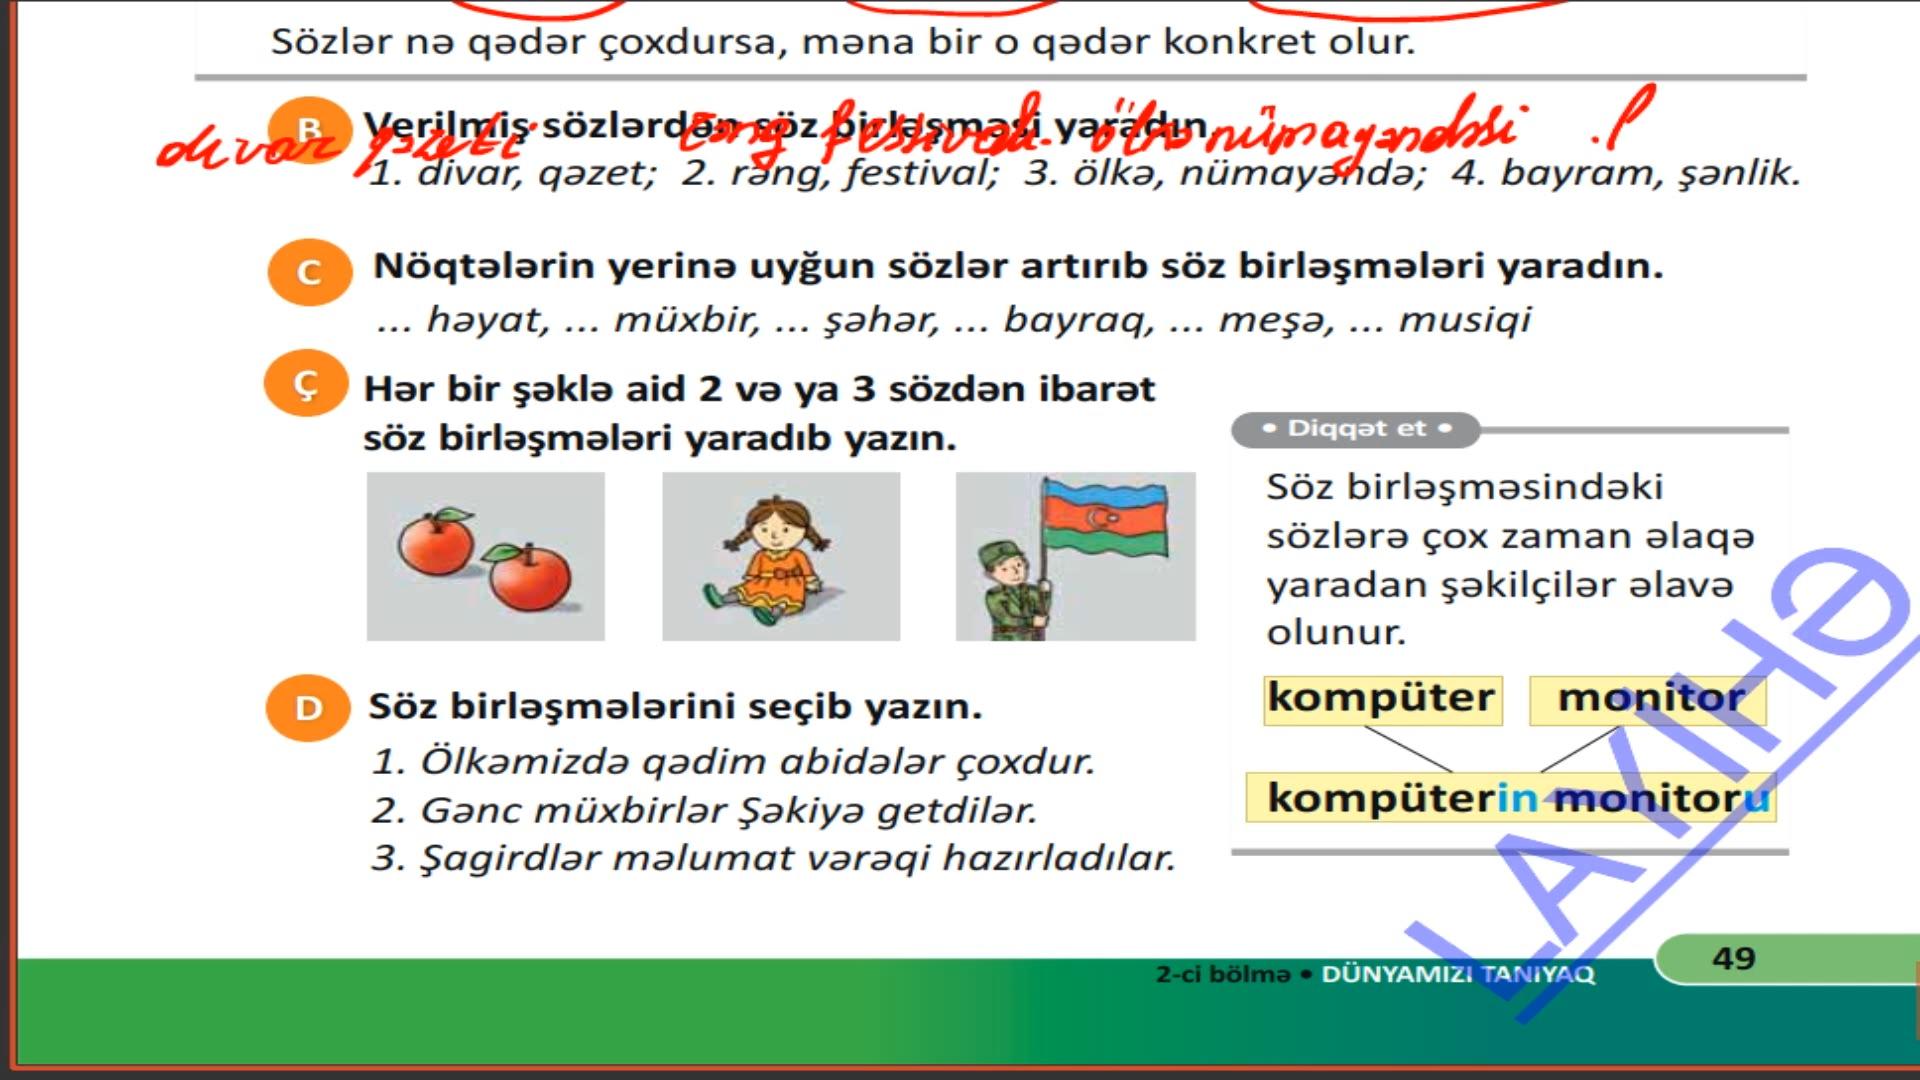 Sözlər nə qədər çoxdursa, məna bir o qədər konkret olur.
B Verilmiş sözlərdən söz birləşməsi yaradın.
divar qəzeti rəng festivalı ölkə nümayəndəsi
1. divar, qəzet; 2. rəng, festival; 3. ölkə, nümayəndə; 4. bayram, şənlik.
C Nöqtələrin yerinə uyğun sözlər artırıb söz birləşmələri yaradın.
... həyat, ... müxbir, ... şəhər, ... bayraq, ... meşə, ... musiqi
Ç Hər bir şəklə aid 2 və ya 3 sözdən ibarət
söz birləşmələri yaradıb yazın.
D Söz birləşmələrini seçib yazın.
1. Ölkəmizdə qədim abidələr çoxdur.
2. Gənc müxbirlər Şəkiyə getdilər.
3. Şagirdlər məlumat vərəqi hazırladılar.
• Diqqət et •
Söz birləşməsindəki
sözlərə çox zaman əlaqə
yaradan şəkilçilər əlavə
olunur.
kompüter monitor
kompüterin monitoru
LAYİHƏ
2-ci bölmə • DÜNYAMIZI TANIYAQ
49